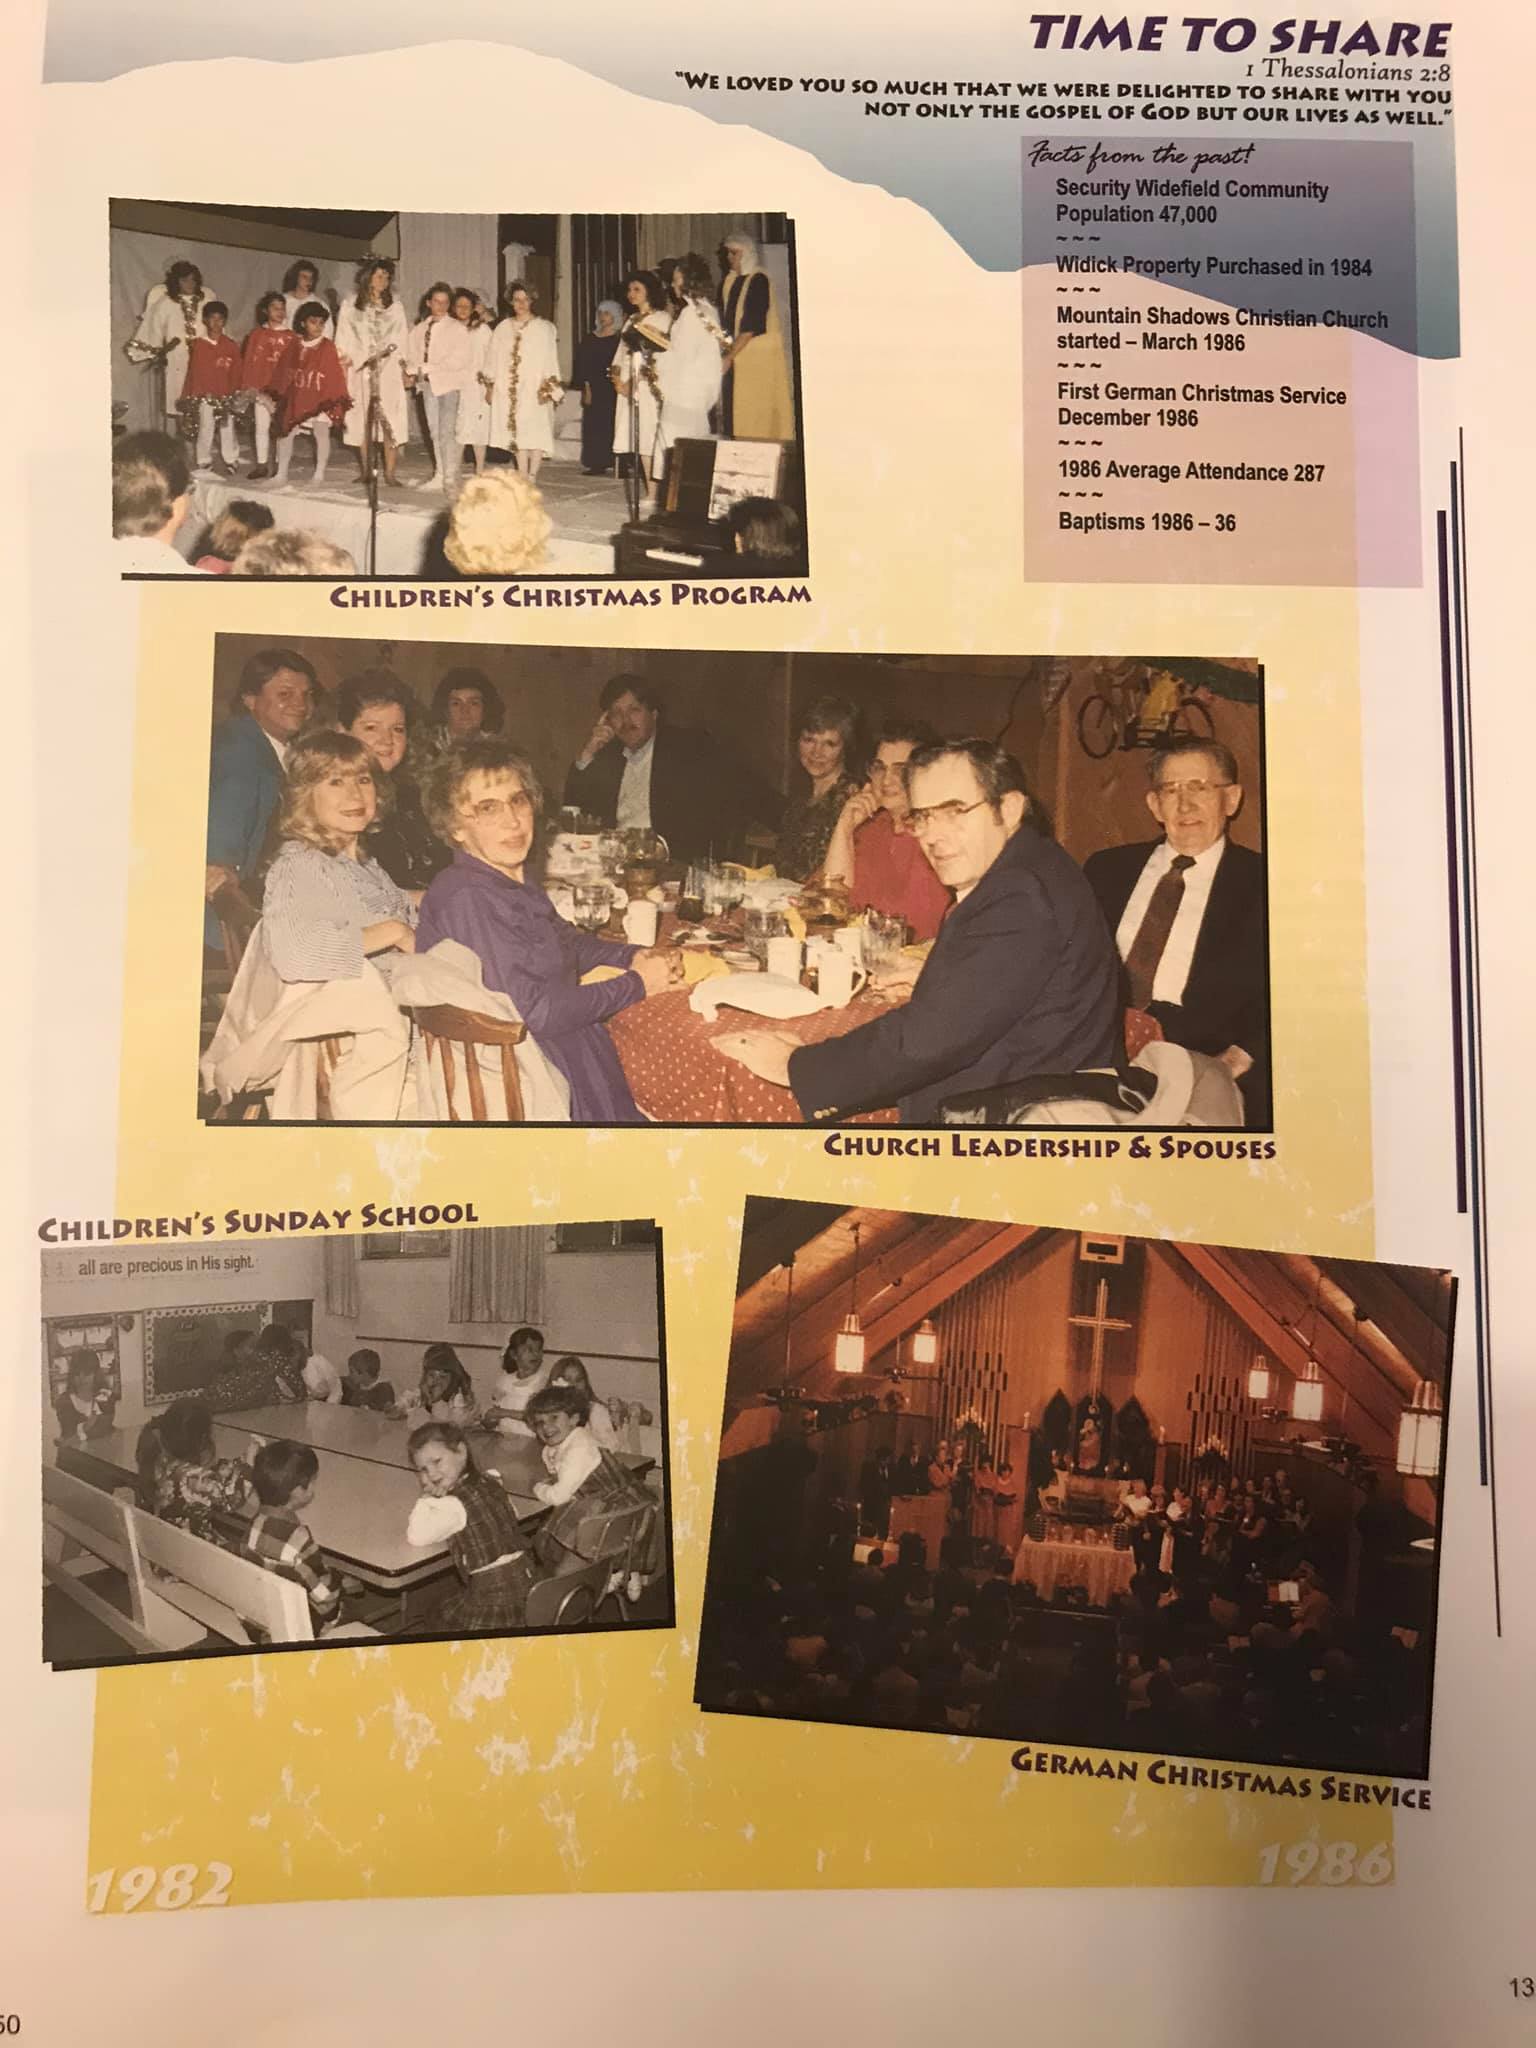 TIME TO SHARE
1 Thessalonians 2:8
"WE LOVED YOU SO MUCH THAT WE WERE DELIGHTED TO SHARE WITH YOU
NOT ONLY THE GOSPEL OF GOD BUT OUR LIVES AS WELL."
Facts from the past!
Security Widefield Community
Population 47,000
~ ~ ~
Widick Property Purchased in 1984
~ ~ ~
Mountain Shadows Christian Church
started – March 1986
~ ~ ~
First German Christmas Service
December 1986
~ ~ ~
1986 Average Attendance 287
~ ~ ~
Baptisms 1986 – 36
CHILDREN'S CHRISTMAS PROGRAM
CHURCH LEADERSHIP & SPOUSES
CHILDREN'S SUNDAY SCHOOL
all are precious in His sight.
GERMAN CHRISTMAS SERVICE
1982
1986
13
50